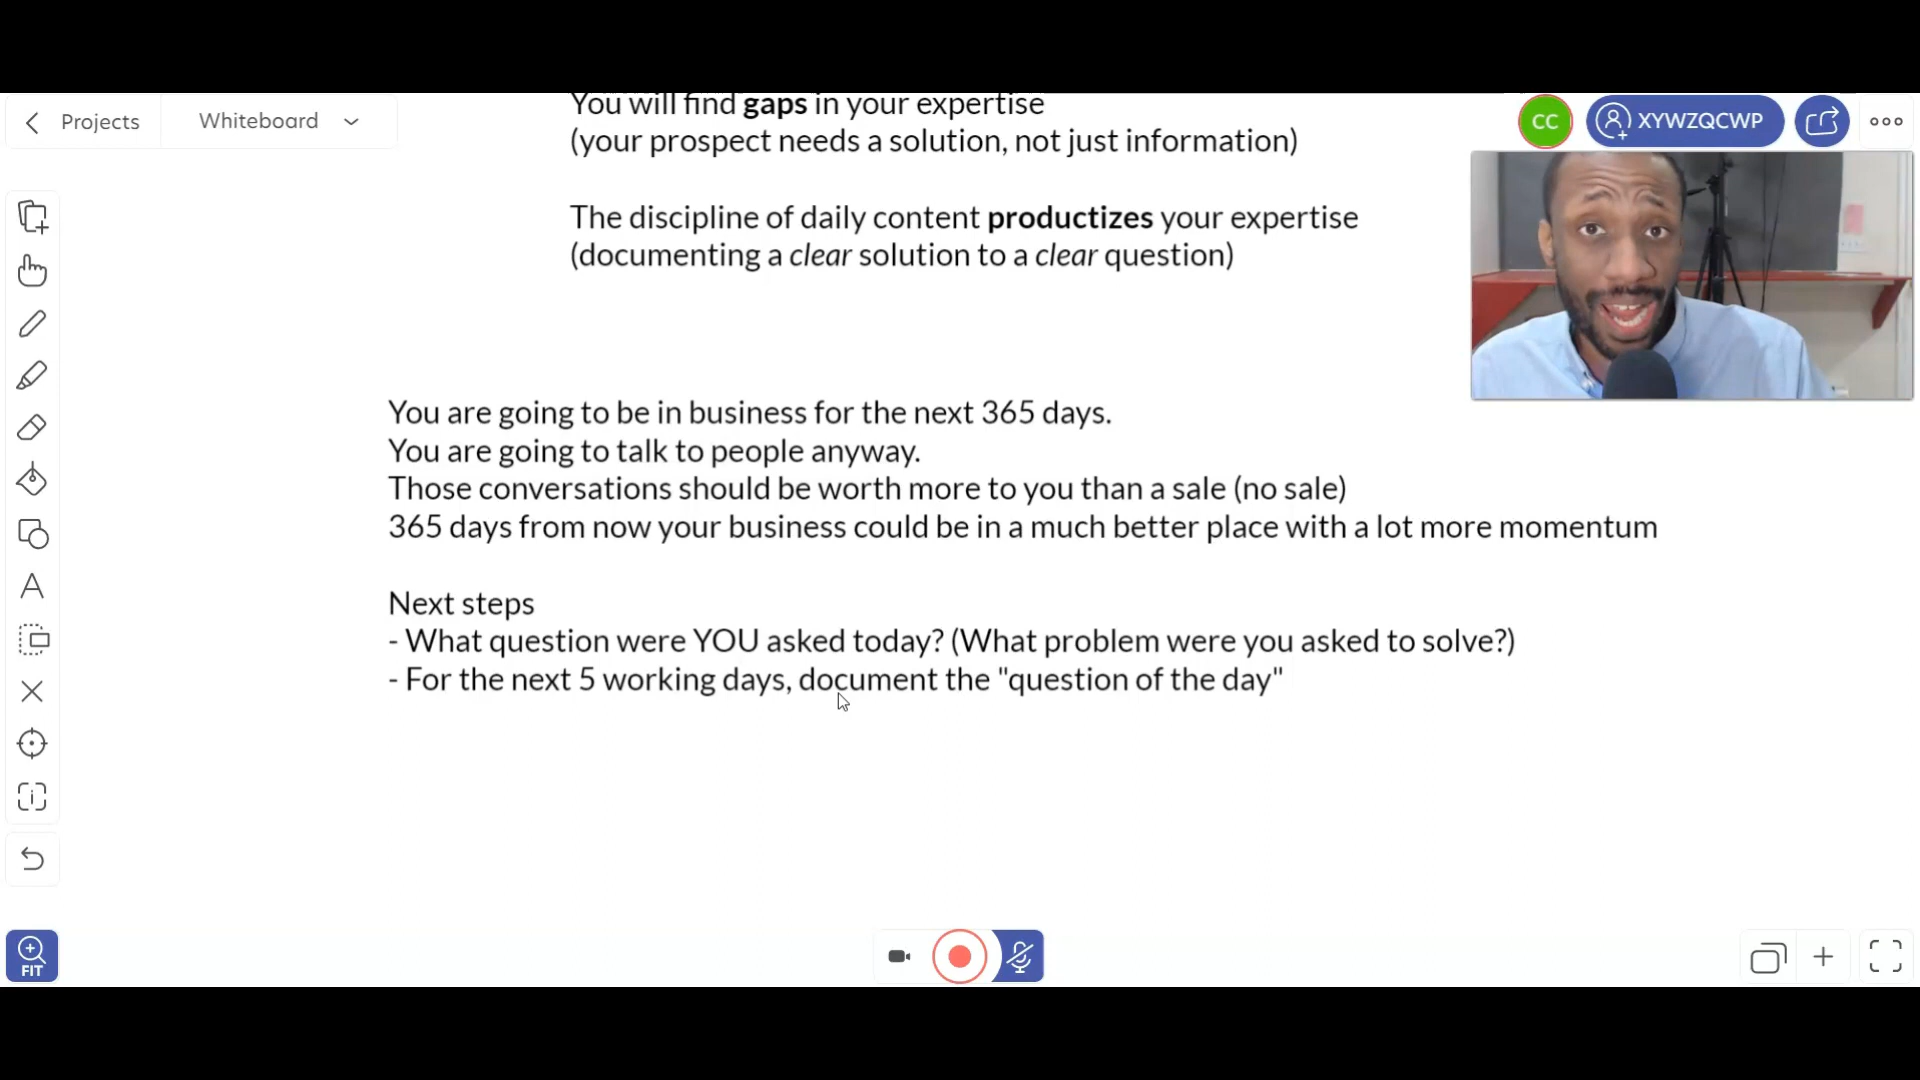 You will find gaps in your expertise
Projects
Whiteboard
CC
XYWZQCWP
(your prospect needs a solution, not just information)
The discipline of daily content productizes your expertise
(documenting a clear solution to a clear question)
You are going to be in business for the next 365 days.
You are going to talk to people anyway.
Those conversations should be worth more to you than a sale (no sale)
365 days from now your business could be in a much better place with a lot more momentum
Next steps
- What question were YOU asked today? (What problem were you asked to solve?)
- For the next 5 working days, document the "question of the day"
FIT